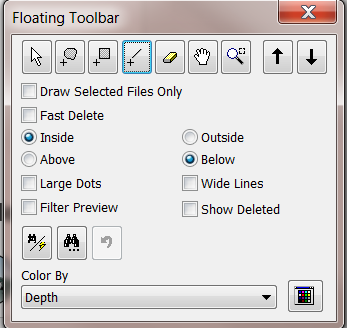 Floating Toolbar
Draw Selected Files Only
Fast Delete
Inside
Outside
Above
Below
Large Dots
Wide Lines
Filter Preview
Show Deleted
Color By
Depth